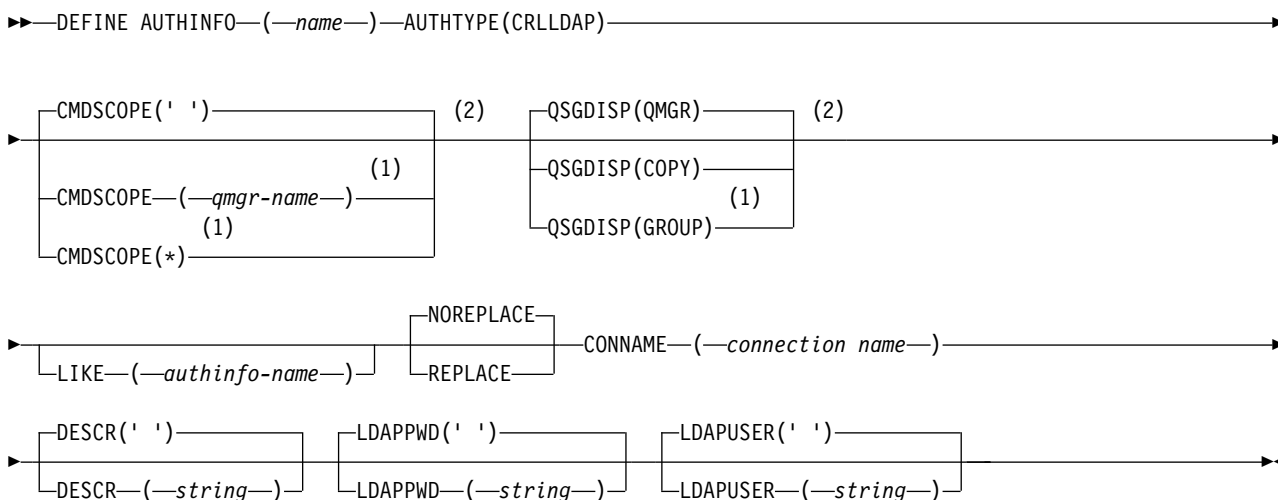 DEFINE AUTHINFO ( name ) AUTHTYPE(CRLLDAP)
CMDSCOPE(' ') (2) QSGDISP(QMGR) (2)
(1) QSGDISP(COPY)
CMDSCOPE ( qmgr-name ) (1)
(1) QSGDISP(GROUP)
CMDSCOPE(*)
NOREPLACE
CONNAME ( connection name )
LIKE ( authinfo-name ) REPLACE
DESCR(' ') LDAPPWD(' ') LDAPUSER(' ')
DESCR ( string ) LDAPPWD ( string ) LDAPUSER ( string )